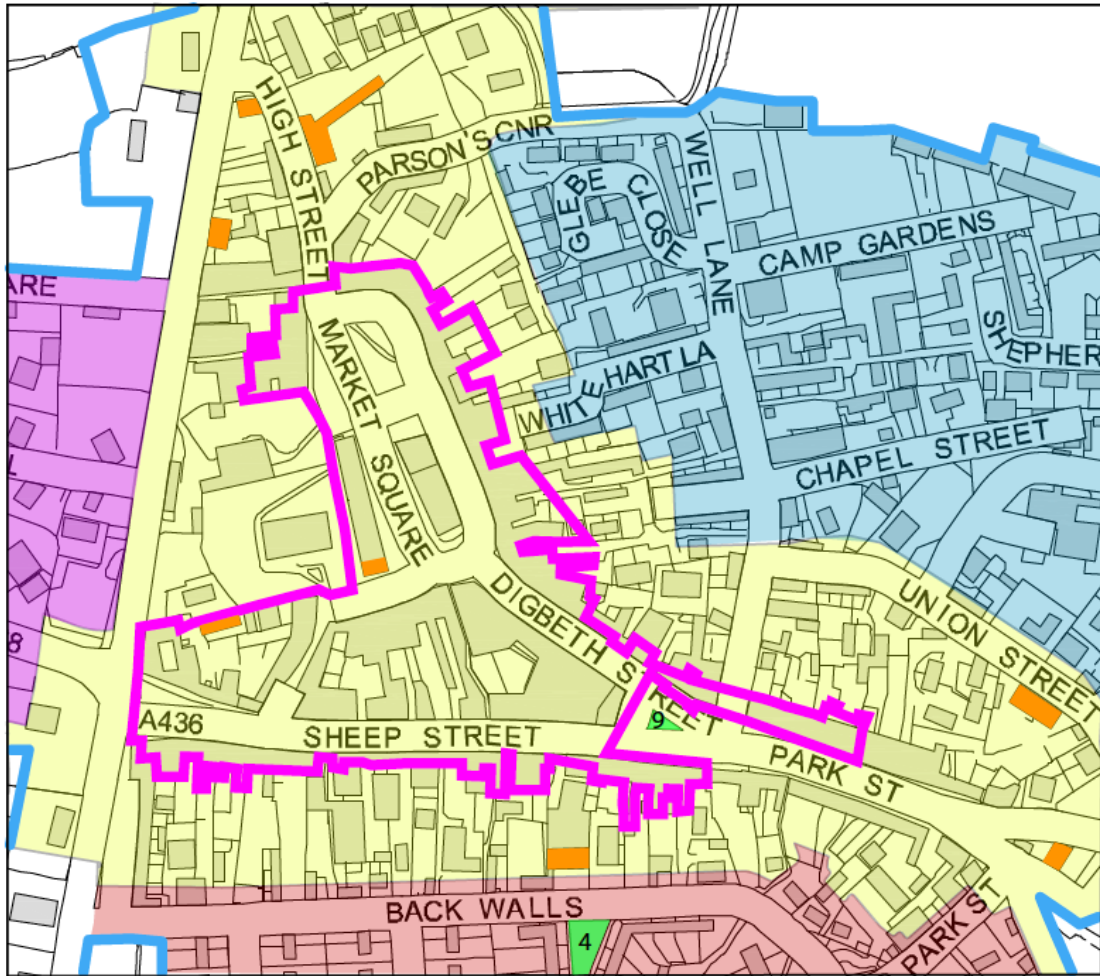 HIGH STREET
PARSON'S CNR
WELL LANE
GLEBE CLOSE
CAMP GARDENS
ARE
MARKET SQUARE
SHEPHER
WHITE HART LA
CHAPEL STREET
L
DIGBETH STREET
UNION STREET
8
A436
SHEEP STREET
9
PARK ST
BACK WALLS
4
PARK ST